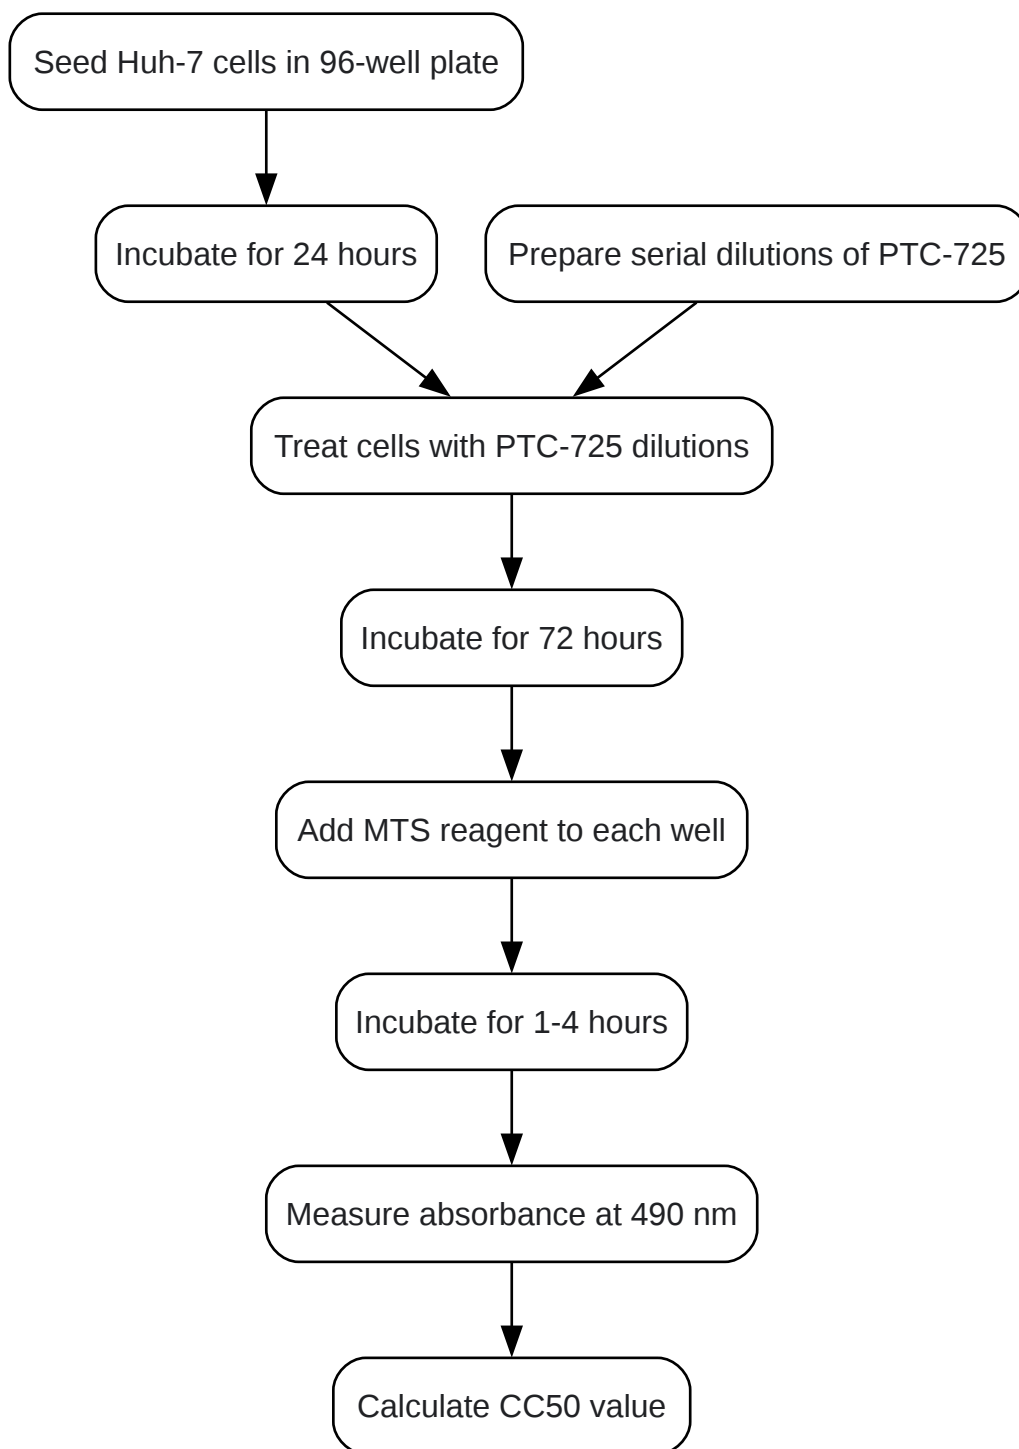 Seed Huh-7 cells in 96-well plate
Incubate for 24 hours
Prepare serial dilutions of PTC-725
Treat cells with PTC-725 dilutions
Incubate for 72 hours
Add MTS reagent to each well
Incubate for 1-4 hours
Measure absorbance at 490 nm
Calculate CC50 value